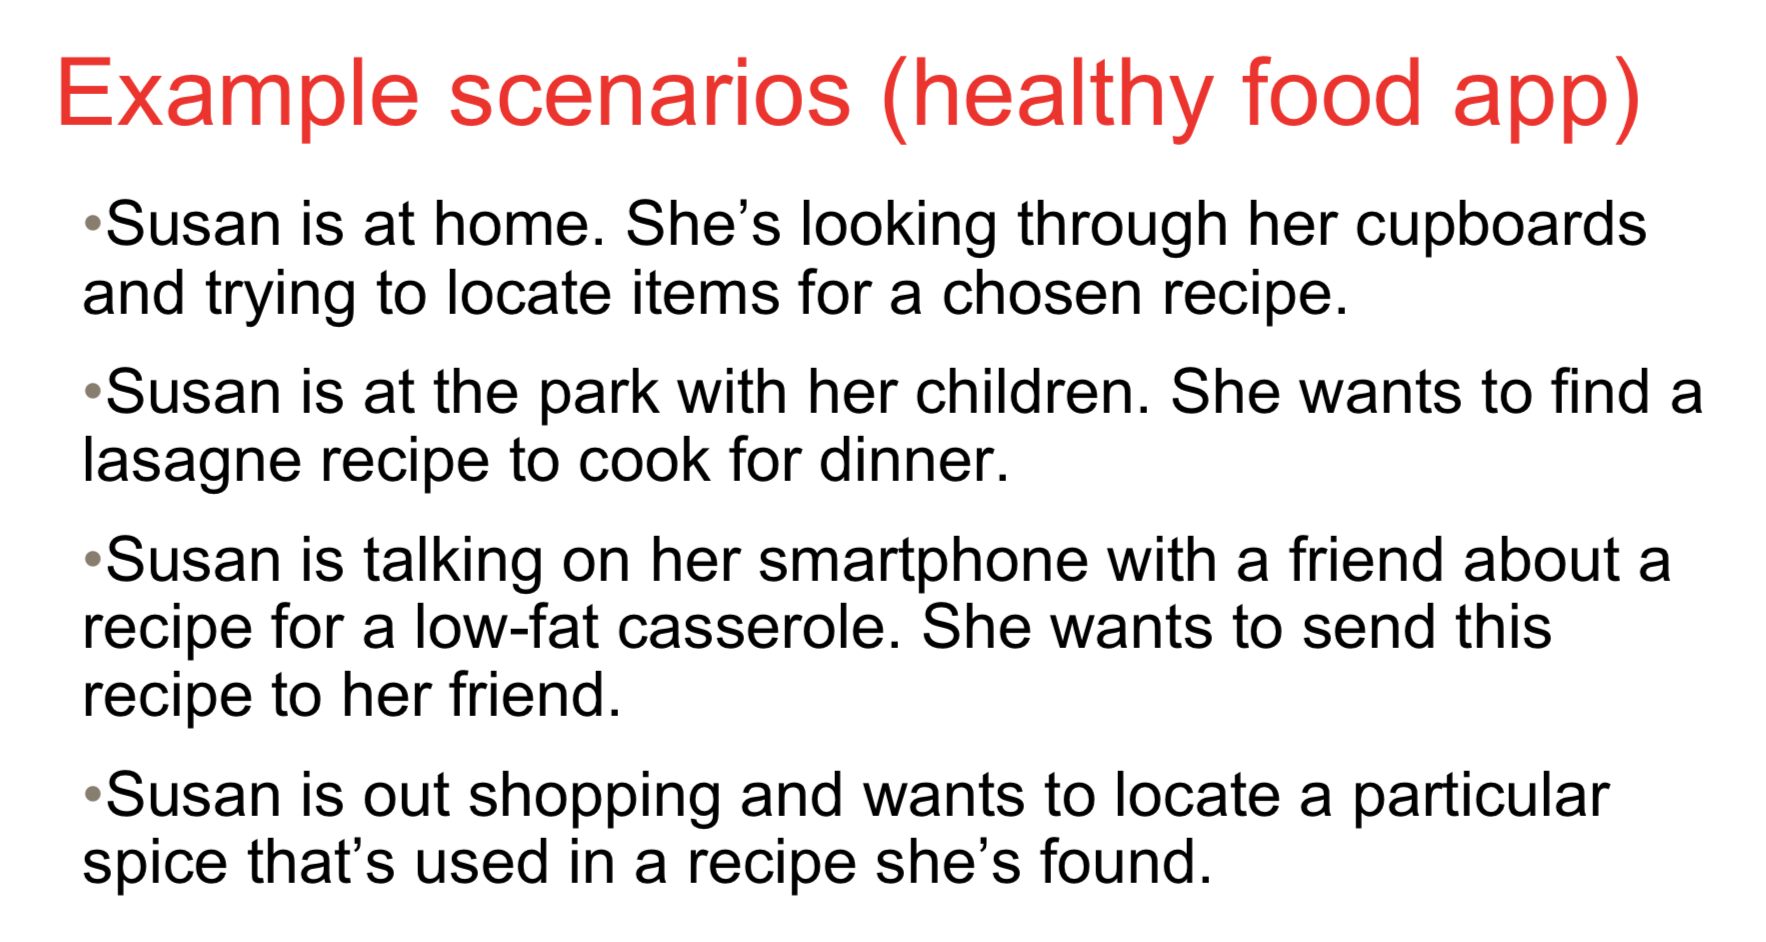 Example scenarios (healthy food app)
•Susan is at home. She’s looking through her cupboards
and trying to locate items for a chosen recipe.
•Susan is at the park with her children. She wants to find a
lasagne recipe to cook for dinner.
•Susan is talking on her smartphone with a friend about a
recipe for a low-fat casserole. She wants to send this
recipe to her friend.
•Susan is out shopping and wants to locate a particular
spice that’s used in a recipe she’s found.